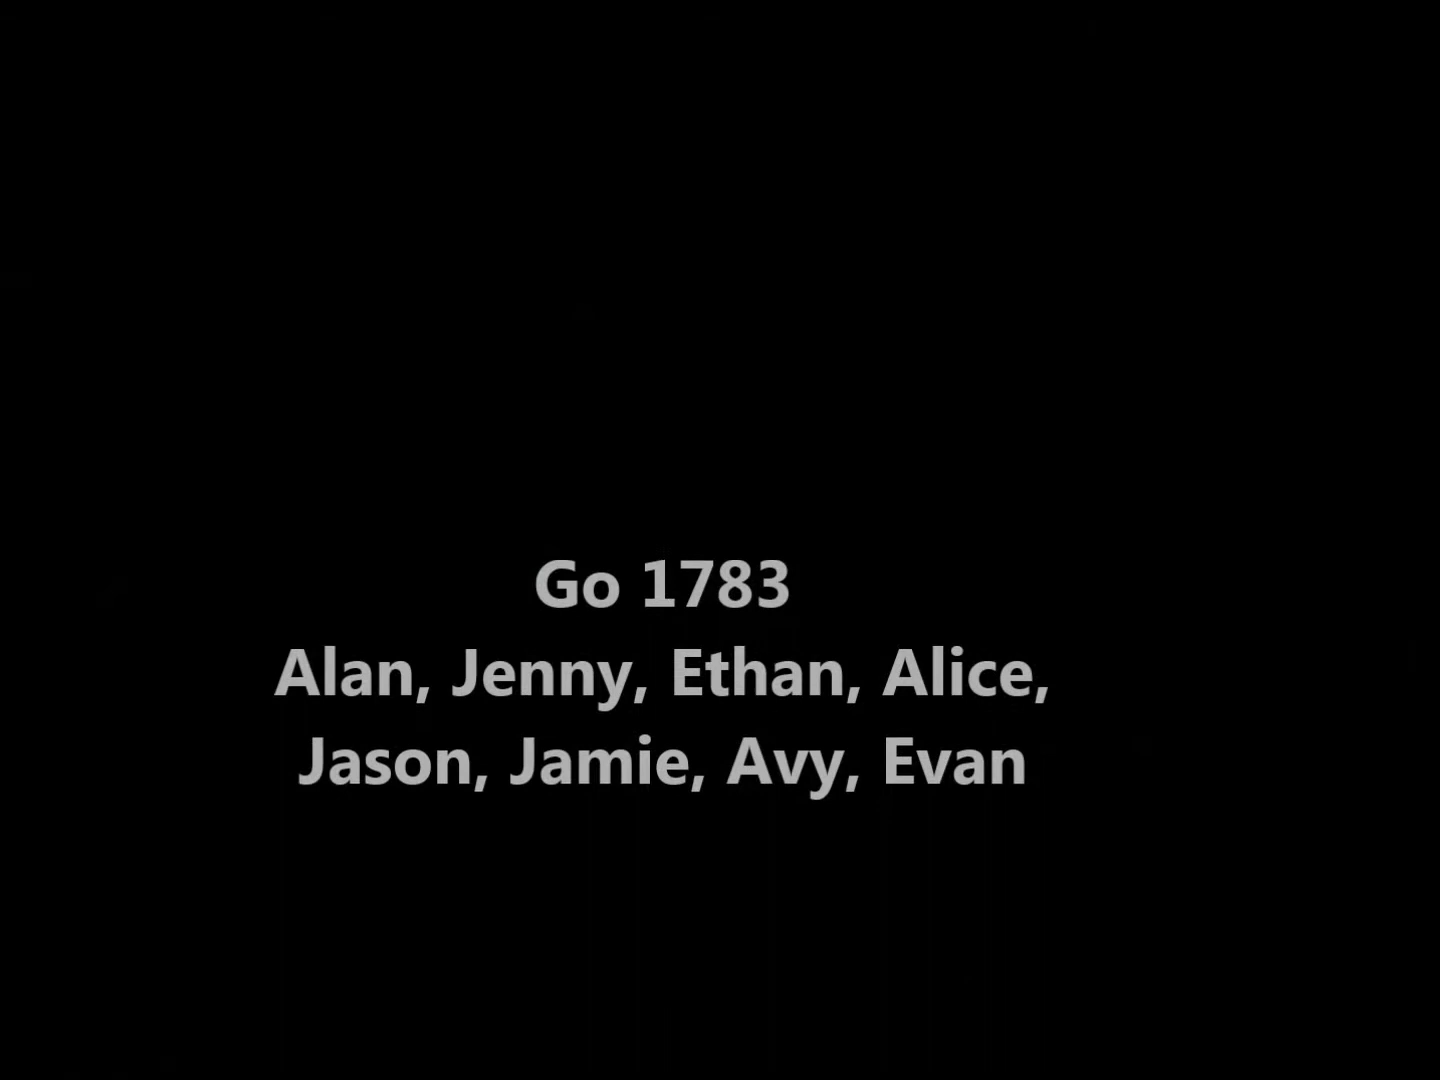 Go 1783
Alan, Jenny, Ethan, Alice,
Jason, Jamie, Avy, Evan